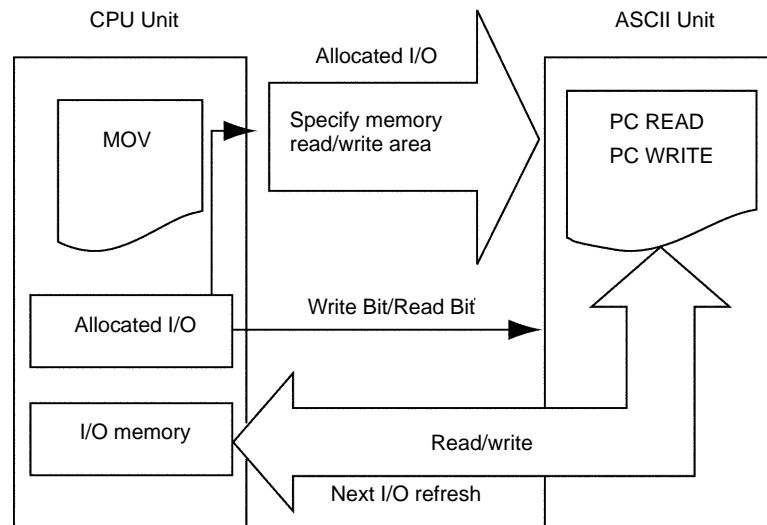 CPU Unit
ASCII Unit
Allocated I/O
MOV
Specify memory
read/write area
PC READ
PC WRITE
Allocated I/O
Write Bit/Read Bit
I/O memory
Read/write
Next I/O refresh